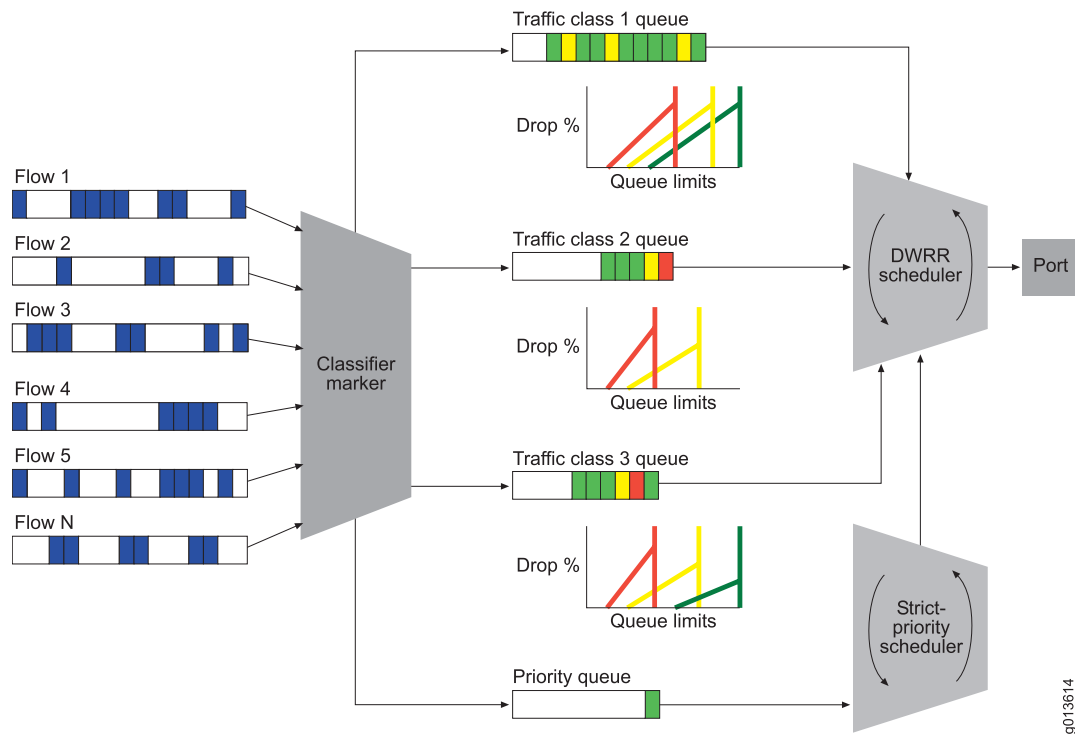 Traffic class 1 queue
Drop %
Queue limits
Flow 1
Flow 2
Flow 3
Flow 4
Flow 5
Flow N
Classifier
marker
Traffic class 2 queue
Drop %
Queue limits
Traffic class 3 queue
Drop %
Queue limits
Priority queue
DWRR
scheduler
Port
Strict-
priority
scheduler
g013614